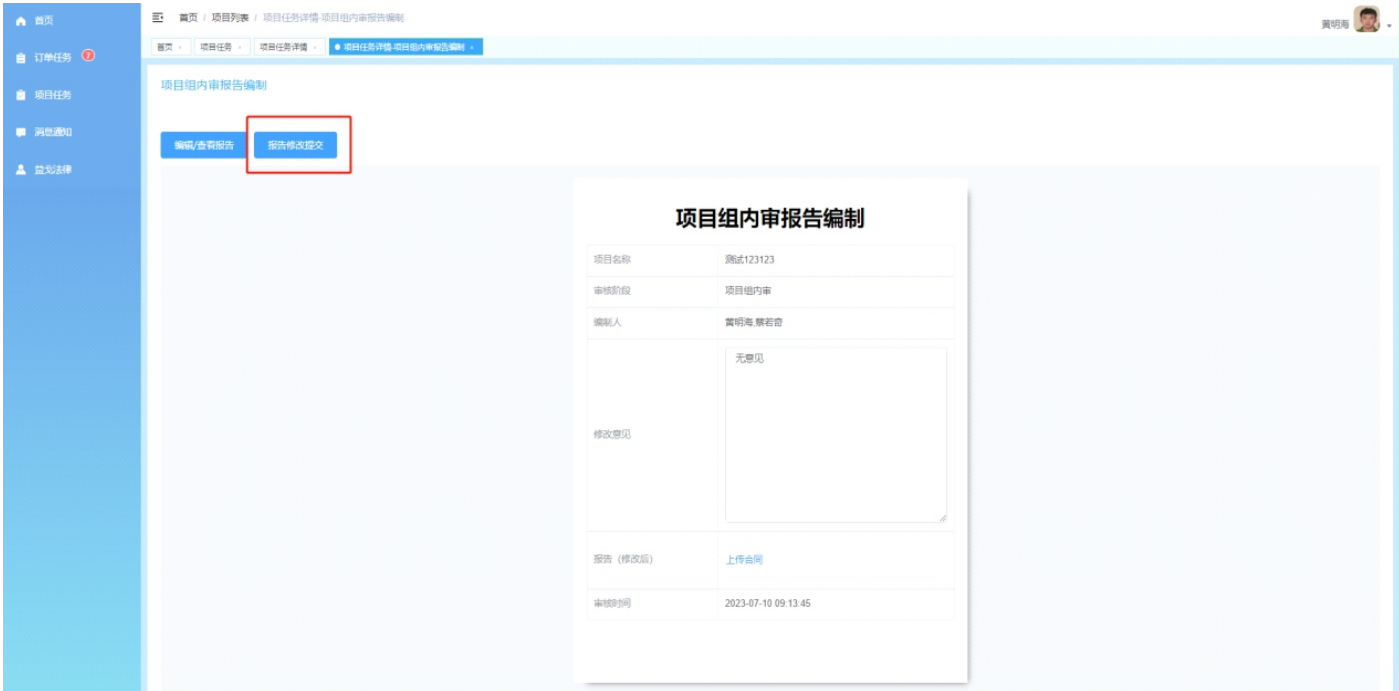 首页
订单任务 7
项目任务
消息通知
益戈法律
首页 / 项目列表 / 项目任务详情-项目组内审报告编制
黄明海
首页 ×
项目任务 ×
项目任务详情 ×
项目任务详情-项目组内审报告编制 ×
项目组内审报告编制
编辑/查看报告
报告修改提交
项目组内审报告编制
项目名称 测试123123
审核阶段 项目组内审
编制人 黄明海,蔡若奇
修改意见 无意见
报告（修改后） 上传合同
审核时间 2023-07-10 09:13:45